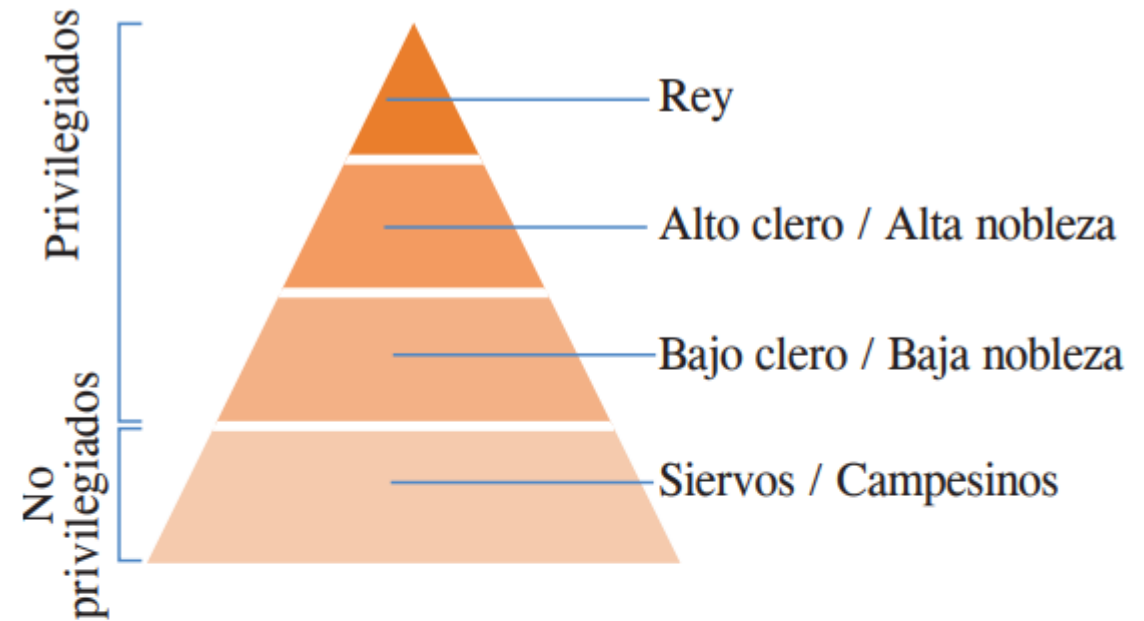 Privilegiados
Rey
Alto clero / Alta nobleza
Bajo clero / Baja nobleza
No
privilegiados
Siervos / Campesinos